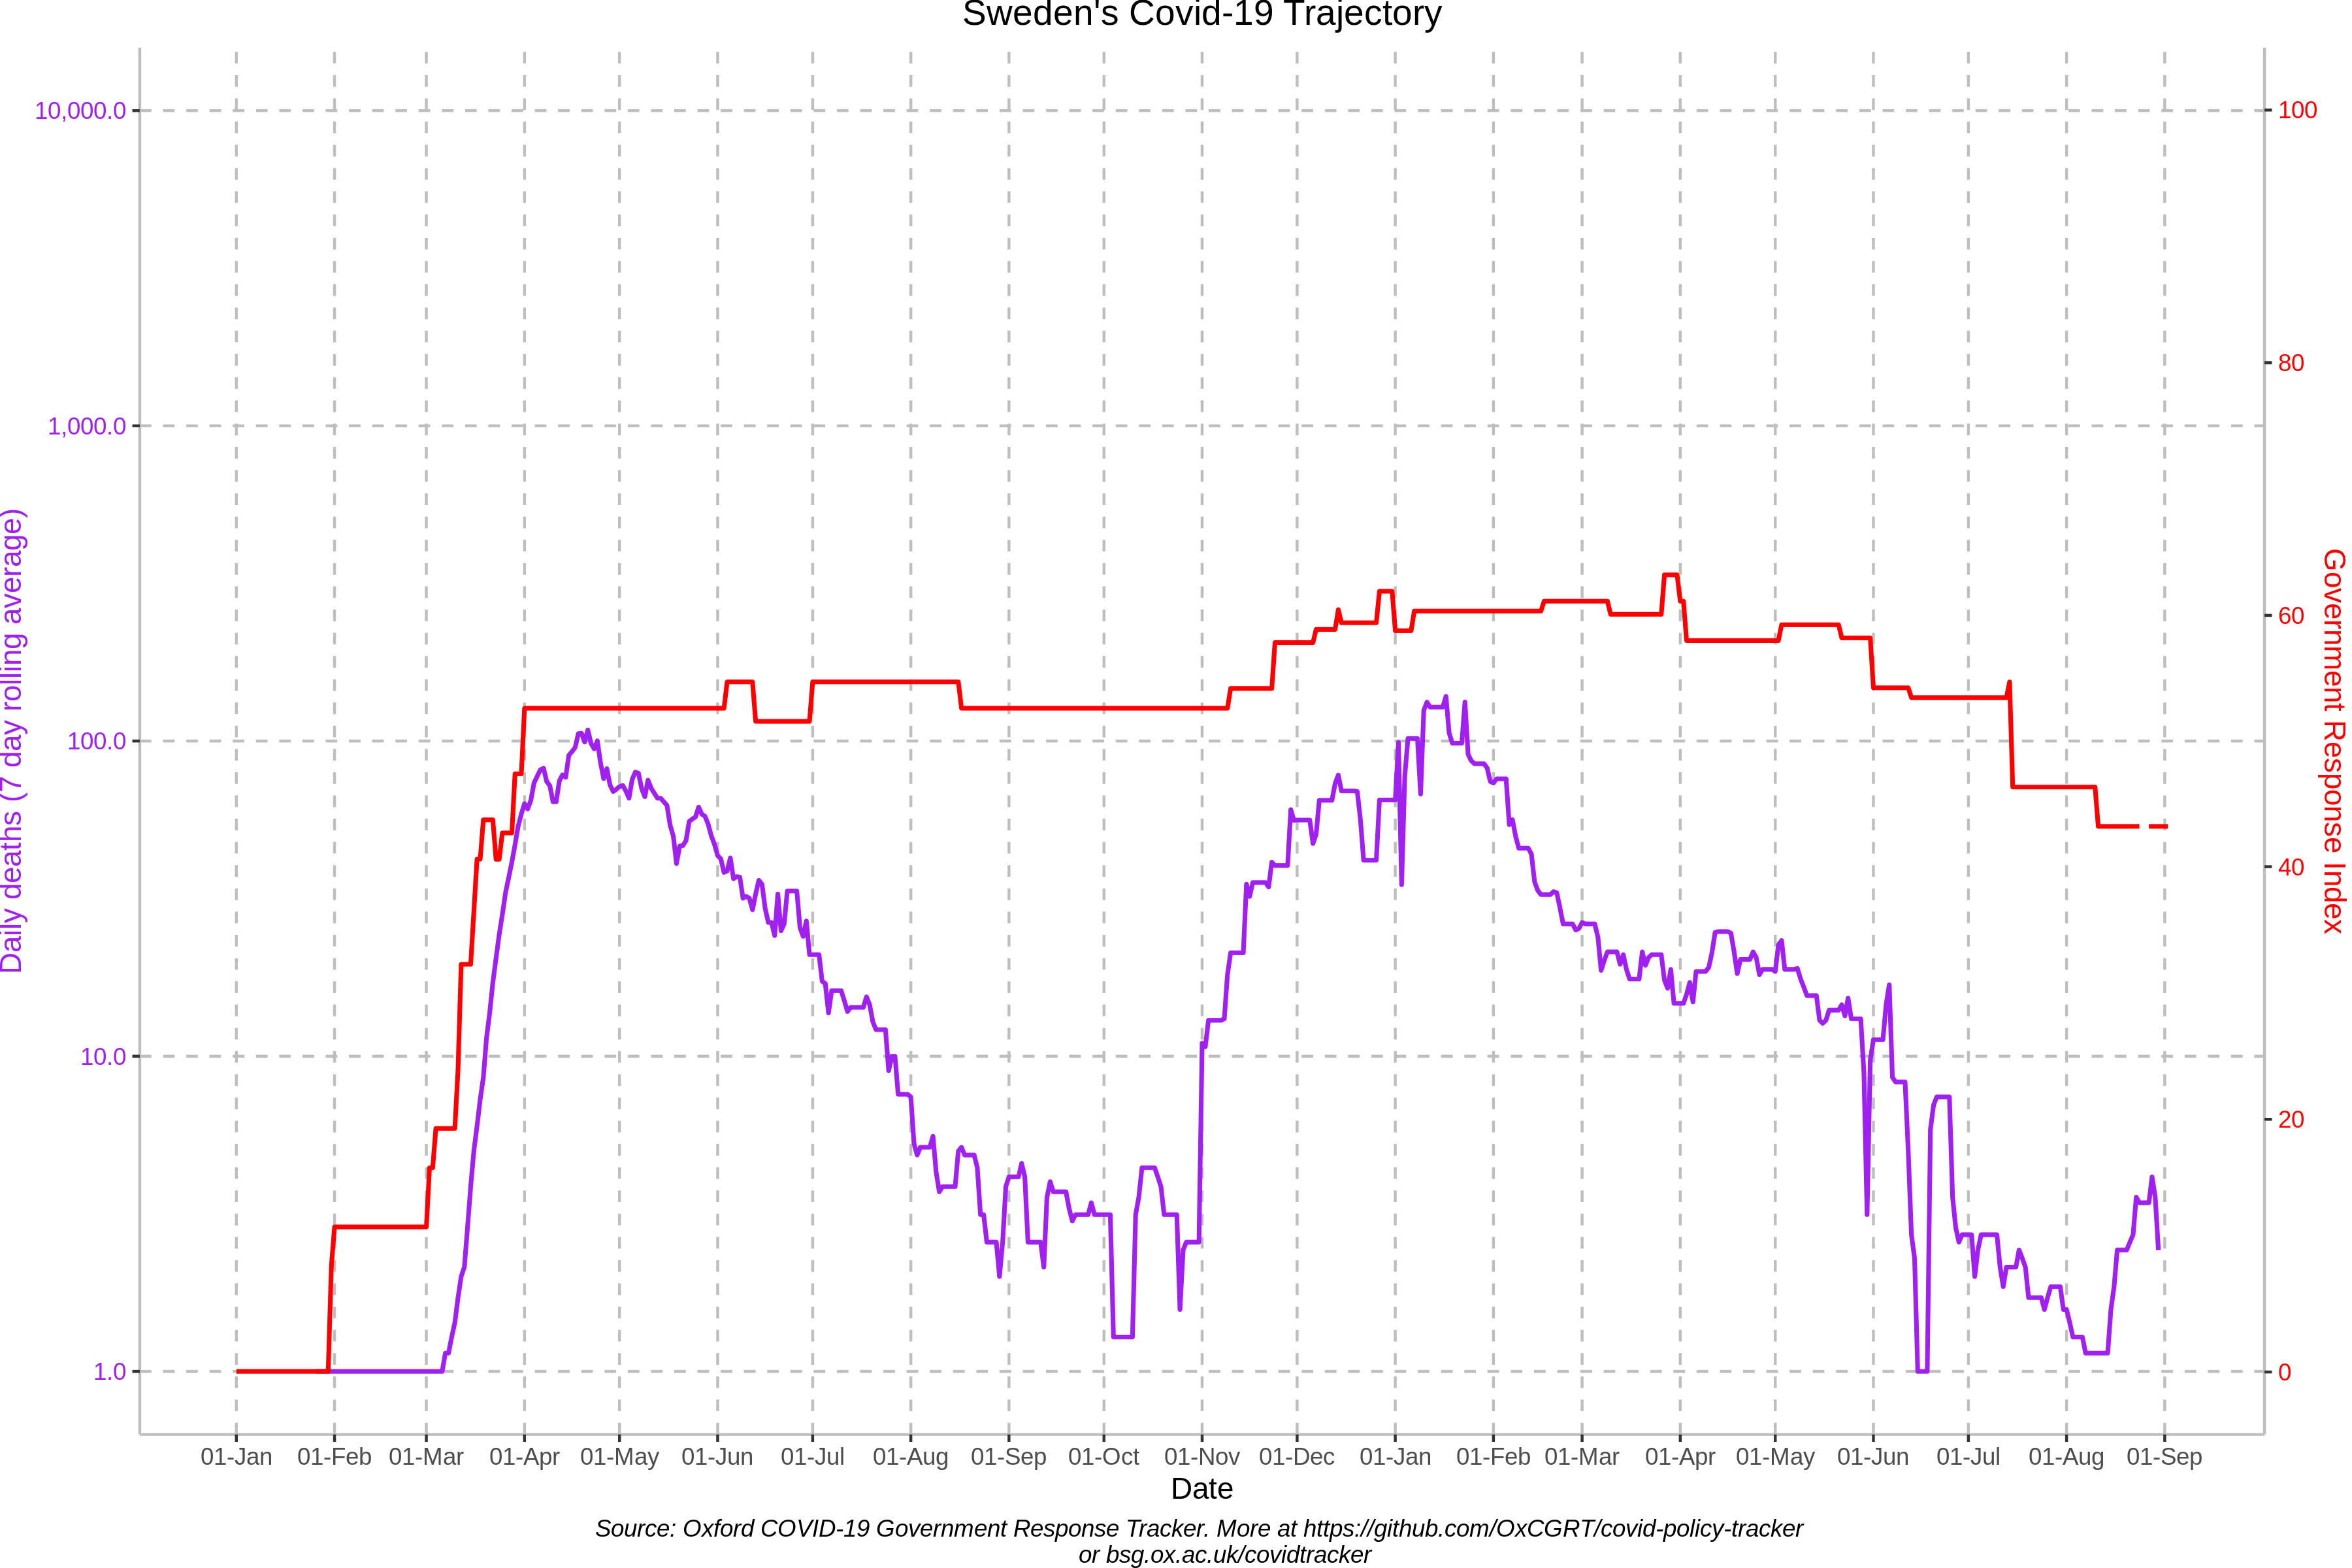 Sweden's Covid-19 Trajectory
10,000.0
1,000.0
100.0
10.0
1.0
Daily deaths (7 day rolling average)
100
80
60
40
20
0
Government Response Index
01-Jan 01-Feb 01-Mar 01-Apr 01-May 01-Jun 01-Jul 01-Aug 01-Sep 01-Oct 01-Nov 01-Dec 01-Jan 01-Feb 01-Mar 01-Apr 01-May 01-Jun 01-Jul 01-Aug 01-Sep
Date
Source: Oxford COVID-19 Government Response Tracker. More at https://github.com/OxCGRT/covid-policy-tracker
or bsg.ox.ac.uk/covidtracker